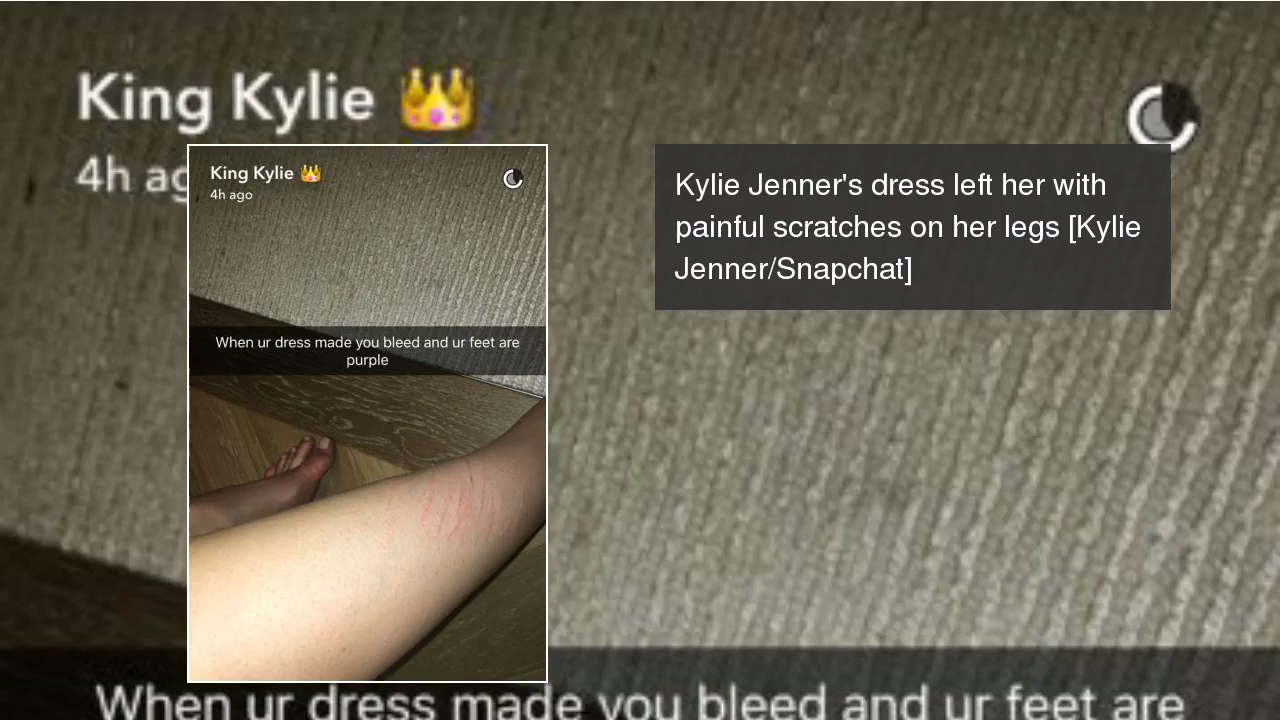 King Kylie 👑
4h ag
King Kylie 👑
4h ago
When ur dress made you bleed and ur feet are
purple
Kylie Jenner's dress left her with
painful scratches on her legs [Kylie
Jenner/Snapchat]
When ur dress made you bleed and ur feet are